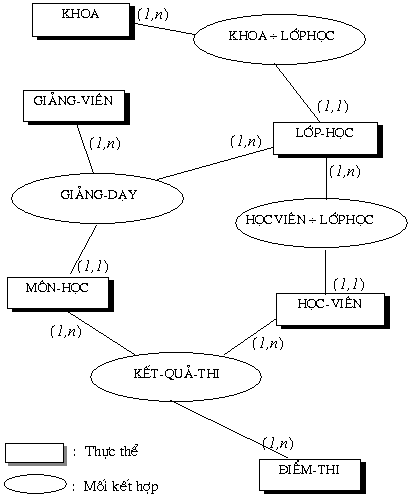 KHOA
(1,n)
KHOA ÷ LỚPHỌC
(1,1)
GIẢNG-VIÊN
(1,n)
(1,n)
LỚP-HỌC
(1,n)
GIẢNG-DẠY
HỌCVIÊN ÷ LỚPHỌC
(1,1)
MÔN-HỌC
(1,1)
HỌC-VIÊN
(1,n)
(1,n)
KẾT-QUẢ-THI
(1,n)
ĐIỂM-THI
: Thực thể
: Mối kết hợp